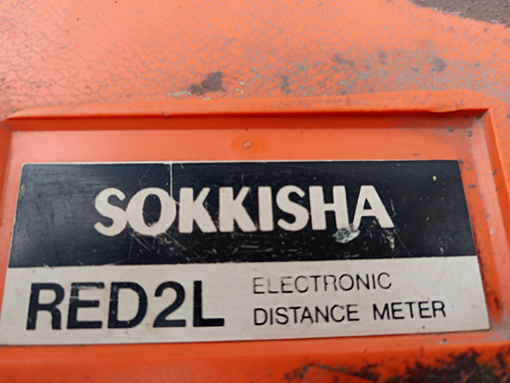 SOKKISHA
RED2L
ELECTRONIC
DISTANCE METER